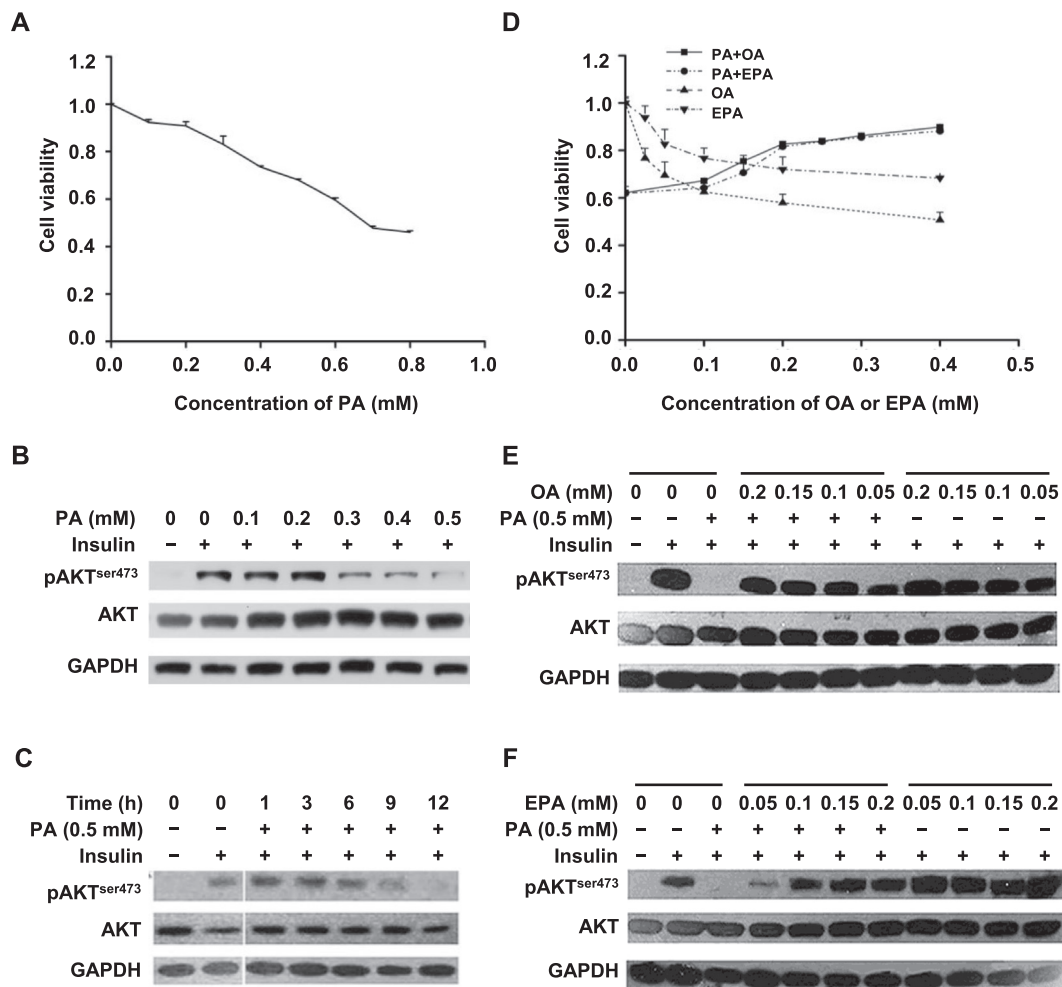 A
1.2
1.0
0.8
0.6
0.4
0.2
0.0
Cell viability
0.0 0.2 0.4 0.6 0.8 1.0
Concentration of PA (mM)
B
PA (mM) 0 0 0.1 0.2 0.3 0.4 0.5
Insulin – + + + + + +
pAKTser473
AKT
GAPDH
C
Time (h) 0 0 1 3 6 9 12
PA (0.5 mM) – – + + + + +
Insulin – + + + + + +
pAKTser473
AKT
GAPDH
D
PA+OA
PA+EPA
OA
EPA
1.2
1.0
0.8
0.6
0.4
0.2
0.0
Cell viability
0.0 0.1 0.2 0.3 0.4 0.5
Concentration of OA or EPA (mM)
E
OA (mM) 0 0 0 0.2 0.15 0.1 0.05 0.2 0.15 0.1 0.05
PA (0.5 mM) – – + + + + + – – – –
Insulin – + + + + + + + + + +
pAKTser473
AKT
GAPDH
F
EPA (mM) 0 0 0 0.05 0.1 0.15 0.2 0.05 0.1 0.15 0.2
PA (0.5 mM) – – + + + + + – – – –
Insulin – + + + + + + + + + +
pAKTser473
AKT
GAPDH